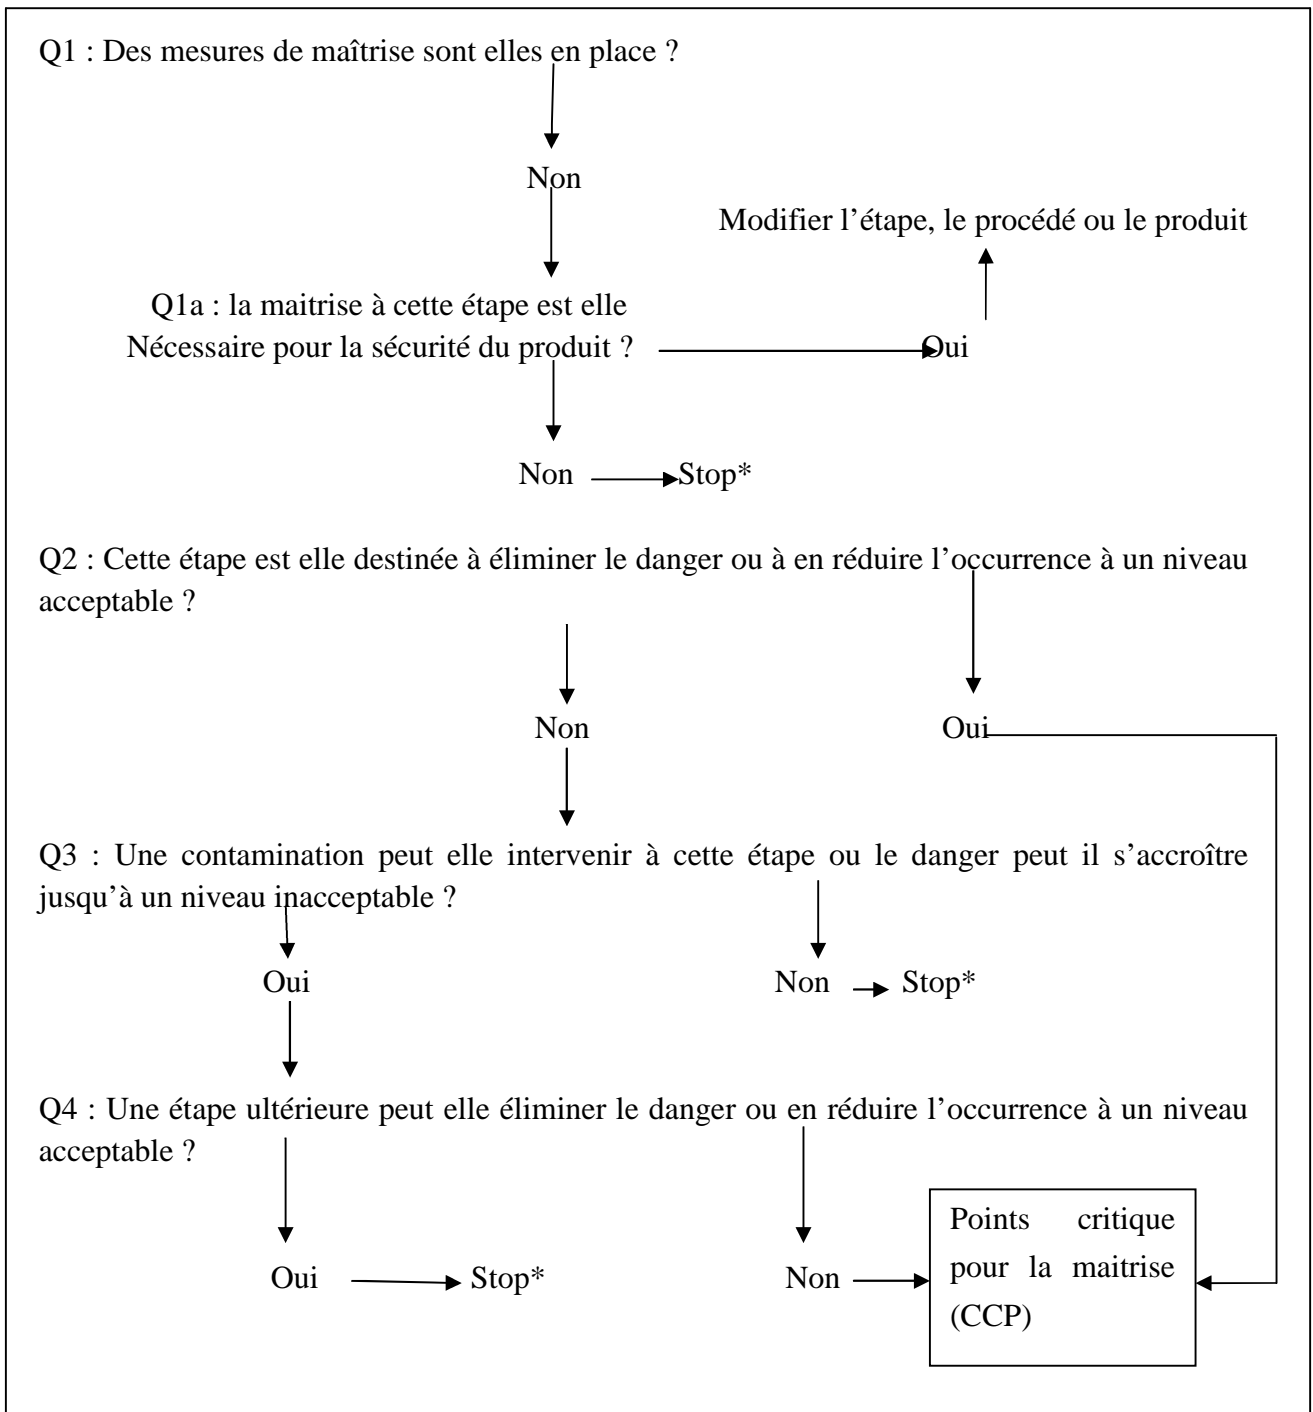 Q1 : Des mesures de maîtrise sont elles en place ?
Non
Modifier l’étape, le procédé ou le produit
Q1a : la maitrise à cette étape est elle
Nécessaire pour la sécurité du produit ?
Oui
Non
Stop*
Q2 : Cette étape est elle destinée à éliminer le danger ou à en réduire l’occurrence à un niveau
acceptable ?
Non
Oui
Q3 : Une contamination peut elle intervenir à cette étape ou le danger peut il s’accroître
jusqu’à un niveau inacceptable ?
Oui
Non
Stop*
Q4 : Une étape ultérieure peut elle éliminer le danger ou en réduire l’occurrence à un niveau
acceptable ?
Points critique
pour la maitrise
(CCP)
Oui
Stop*
Non